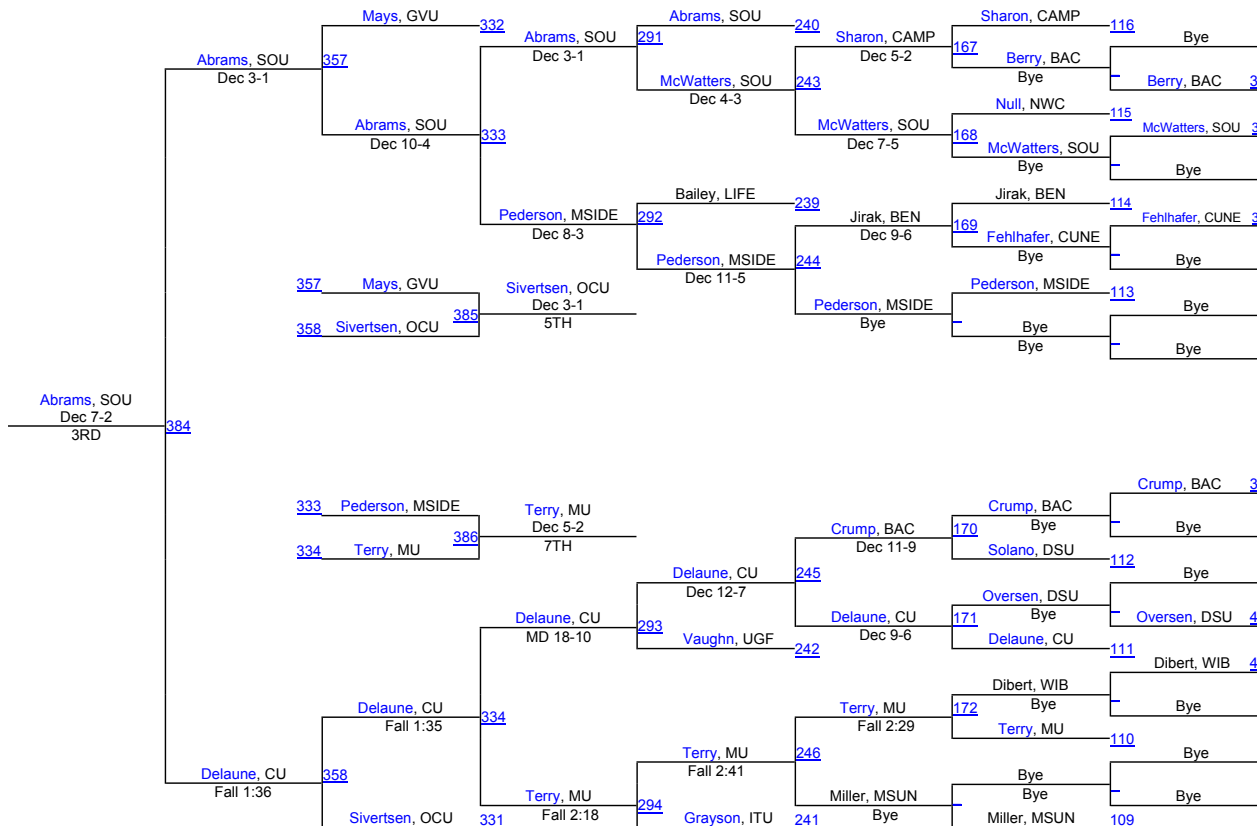 Mays, GVU
332
Abrams, SOU
240
Sharon, CAMP
116
Abrams, SOU
Dec 3-1
291
Sharon, CAMP
Dec 5-2
167
Bye
Abrams, SOU
Dec 3-1
357
Berry, BAC
Bye
McWatters, SOU
Dec 4-3
243
Berry, BAC
3
Null, NWC
115
Abrams, SOU
Dec 10-4
333
McWatters, SOU
Dec 7-5
168
McWatters, SOU
3
McWatters, SOU
Bye
Bye
Bailey, LIFE
239
Jirak, BEN
114
Pederson, MSIDE
Dec 8-3
292
Jirak, BEN
Dec 9-6
169
Fehlhafer, CUNE
3
Fehlhafer, CUNE
Bye
Pederson, MSIDE
Dec 11-5
244
Bye
357
Mays, GVU
Sivertsen, OCU
Dec 3-1
5TH
385
Pederson, MSIDE
113
Pederson, MSIDE
Bye
Bye
358
Sivertsen, OCU
Bye
Bye
Bye
Abrams, SOU
Dec 7-2
3RD
384
333
Pederson, MSIDE
Terry, MU
Dec 5-2
7TH
386
Crump, BAC
3
Crump, BAC
Bye
Crump, BAC
Dec 11-9
170
Bye
334
Terry, MU
Solano, DSU
112
Delaune, CU
Dec 12-7
245
Bye
Oversen, DSU
Bye
Delaune, CU
MD 18-10
293
Delaune, CU
Dec 9-6
171
Oversen, DSU
4
Vaughn, UGF
242
Delaune, CU
111
Dibert, WIB
4
Dibert, WIB
Bye
Delaune, CU
Fall 1:35
334
Terry, MU
Fall 2:29
172
Bye
Terry, MU
110
Terry, MU
Fall 2:41
246
Bye
Delaune, CU
Fall 1:36
358
Bye
Bye
Terry, MU
Fall 2:18
294
Miller, MSUN
Bye
Bye
Sivertsen, OCU
331
Grayson, ITU
241
Miller, MSUN
109